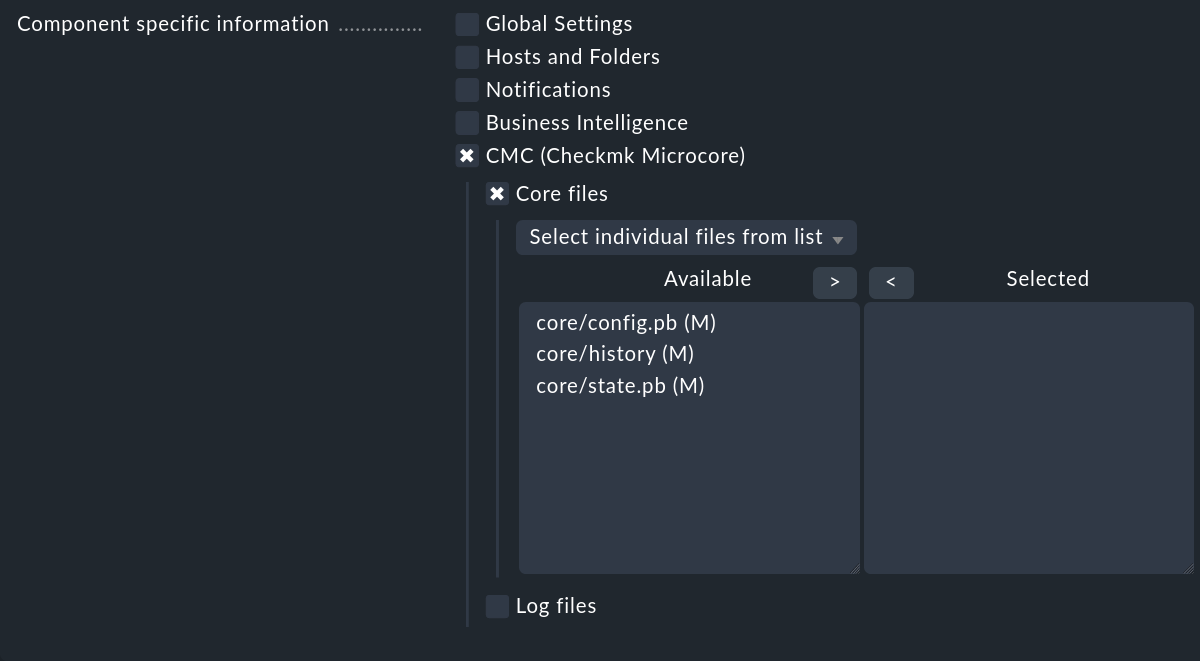 Component specific information ...............
Global Settings
Hosts and Folders
Notifications
Business Intelligence
CMC (Checkmk Microcore)
Core files
Select individual files from list
Available > < Selected
core/config.pb (M)
core/history (M)
core/state.pb (M)
Log files